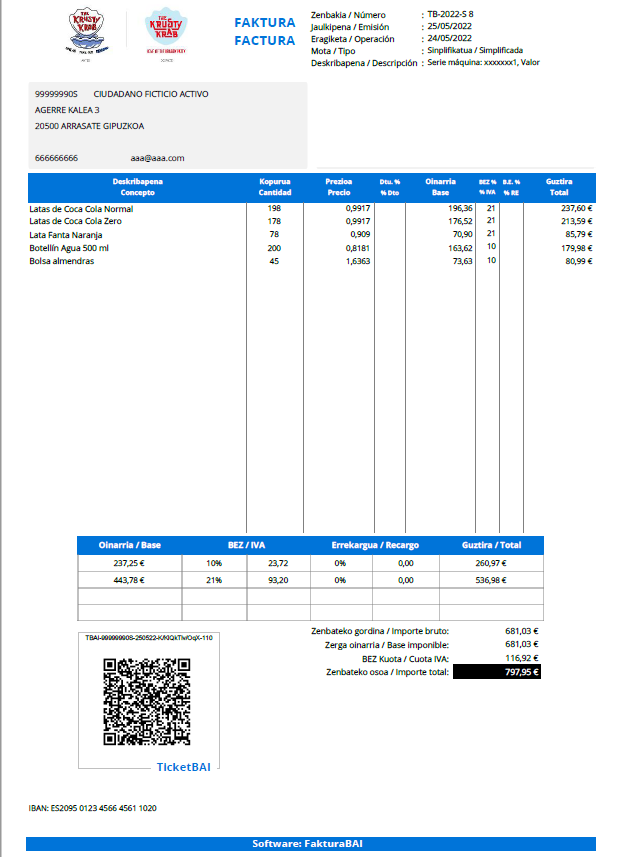 THE KRUSTY KRAB
THE KRUSTY KRAB
FAKTURA
FACTURA
Zenbakia / Número : TB-2022-S 8
Jaulkipena / Emisión : 25/05/2022
Eragiketa / Operación : 24/05/2022
Mota / Tipo : Sinplifikatua / Simplificada
Deskribapena / Descripción : Serie máquina: xxxxxxx1, Valor
99999990S CIUDADANO FICTICIO ACTIVO
AGERRE KALEA 3
20500 ARRASATE GIPUZKOA
666666666 aaa@aaa.com
Deskribapena Kopurua Prezioa Dtu. % Oinarria BEZ % B.E. % Guztira
Concepto Cantidad Precio % Dto Base % IVA % RE Total
Latas de Coca Cola Normal 198 0,9917 196,36 21 237,60 €
Latas de Coca Cola Zero 178 0,9917 176,52 21 213,59 €
Lata Fanta Naranja 78 0,909 70,90 21 85,79 €
Botellín Agua 500 ml 200 0,8181 163,62 10 179,98 €
Bolsa almendras 45 1,6363 73,63 10 80,99 €
Oinarria / Base BEZ / IVA Errekargua / Recargo Guztira / Total
237,25 € 10% 23,72 0% 0,00 260,97 €
443,78 € 21% 93,20 0% 0,00 536,98 €
Zenbateko gordina / Importe bruto: 681,03 €
Zerga oinarria / Base imponible: 681,03 €
BEZ Kuota / Cuota IVA: 116,92 €
Zenbateko osoa / Importe total: 797,95 €
TicketBAI
IBAN: ES2095 0123 4566 4561 1020
Software: FakturaBAI